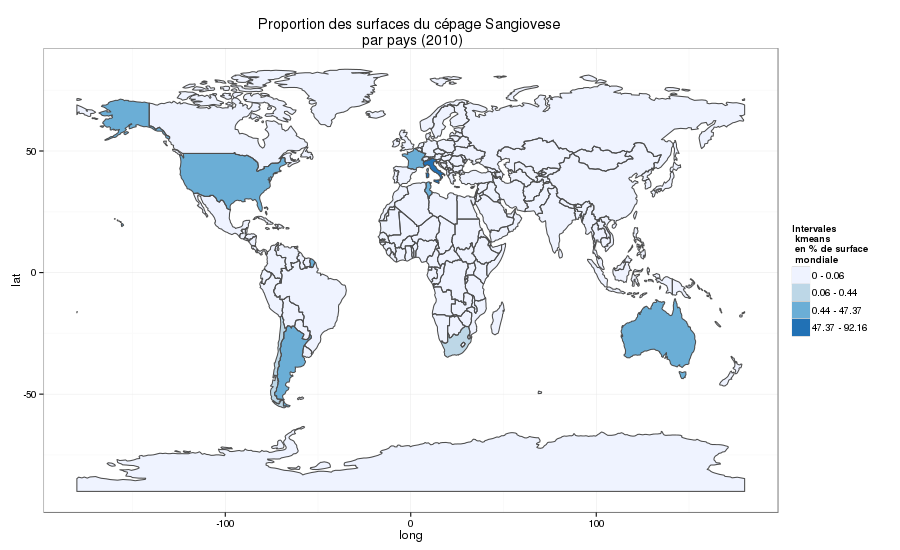 Proportion des surfaces du cépage Sangiovese
par pays (2010)
50
0
-50
lat
-100
0
100
long
Intervales
kmeans
en % de surface
mondiale
0 - 0.06
0.06 - 0.44
0.44 - 47.37
47.37 - 92.16